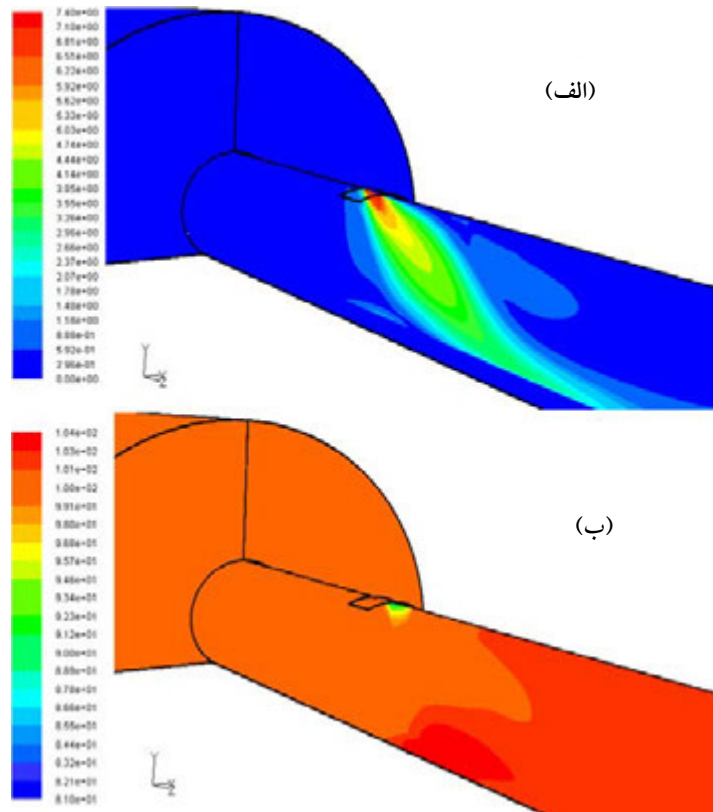 7.40e+00
7.10e+00
6.81e+00
6.51e+00
6.22e+00
5.92e+00
5.62e+00
5.33e+00
5.03e+00
4.74e+00
4.44e+00
4.14e+00
3.85e+00
3.55e+00
3.26e+00
2.96e+00
2.66e+00
2.37e+00
2.07e+00
1.78e+00
1.48e+00
1.18e+00
8.88e-01
5.92e-01
2.96e-01
0.00e+00
(الف)
Y
X
Z
1.04e+02
1.03e+02
1.01e+02
1.00e+02
9.91e+01
9.80e+01
9.68e+01
9.57e+01
9.46e+01
9.34e+01
9.23e+01
9.12e+01
9.00e+01
8.89e+01
8.78e+01
8.66e+01
8.55e+01
8.44e+01
8.32e+01
8.21e+01
8.10e+01
(ب)
Y
X
Z